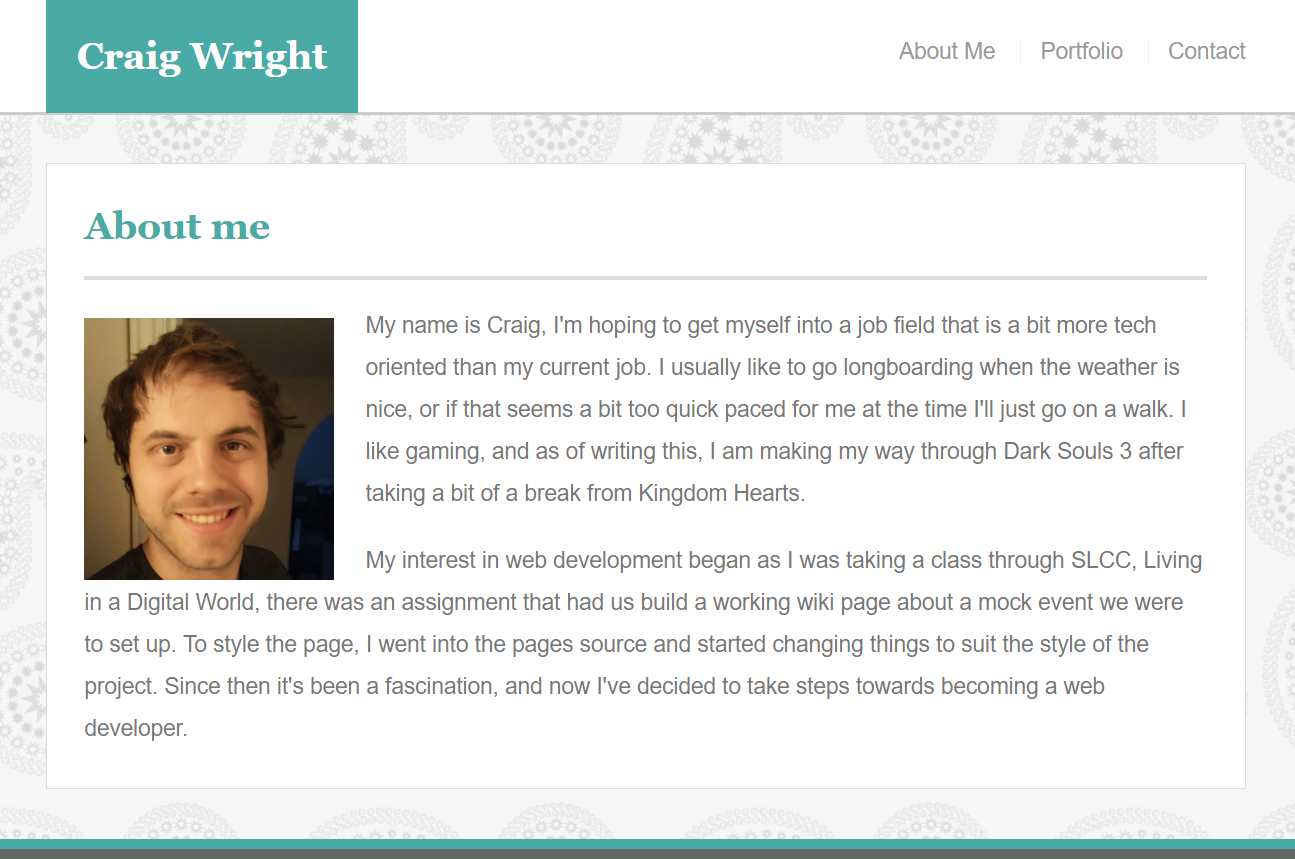 Craig Wright
About Me
Portfolio
Contact
About me
My name is Craig, I'm hoping to get myself into a job field that is a bit more tech
oriented than my current job. I usually like to go longboarding when the weather is
nice, or if that seems a bit too quick paced for me at the time I'll just go on a walk. I
like gaming, and as of writing this, I am making my way through Dark Souls 3 after
taking a bit of a break from Kingdom Hearts.
My interest in web development began as I was taking a class through SLCC, Living
in a Digital World, there was an assignment that had us build a working wiki page about a mock event we were
to set up. To style the page, I went into the pages source and started changing things to suit the style of the
project. Since then it's been a fascination, and now I've decided to take steps towards becoming a web
developer.